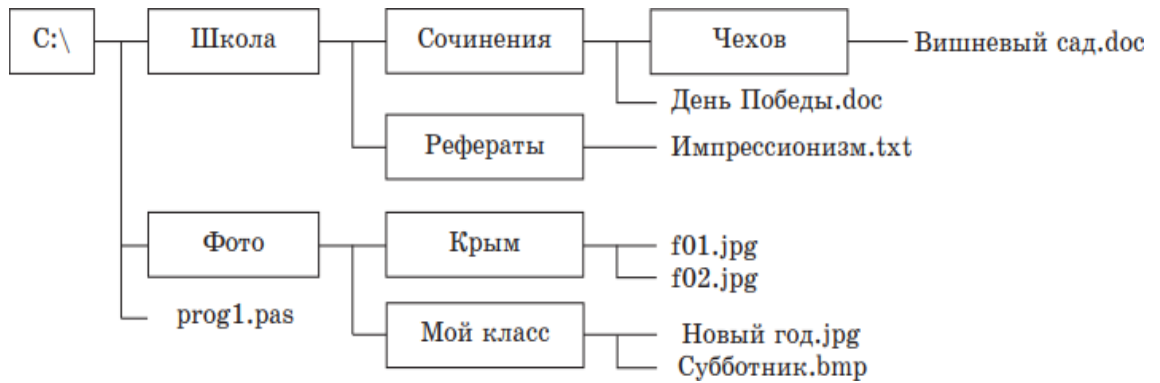 C:\ Школа Сочинения Чехов Вишневый сад.doc
День Победы.doc
Рефераты Импрессионизм.txt
Фото Крым f01.jpg
f02.jpg
prog1.pas
Мой класс Новый год.jpg
Субботник.bmp